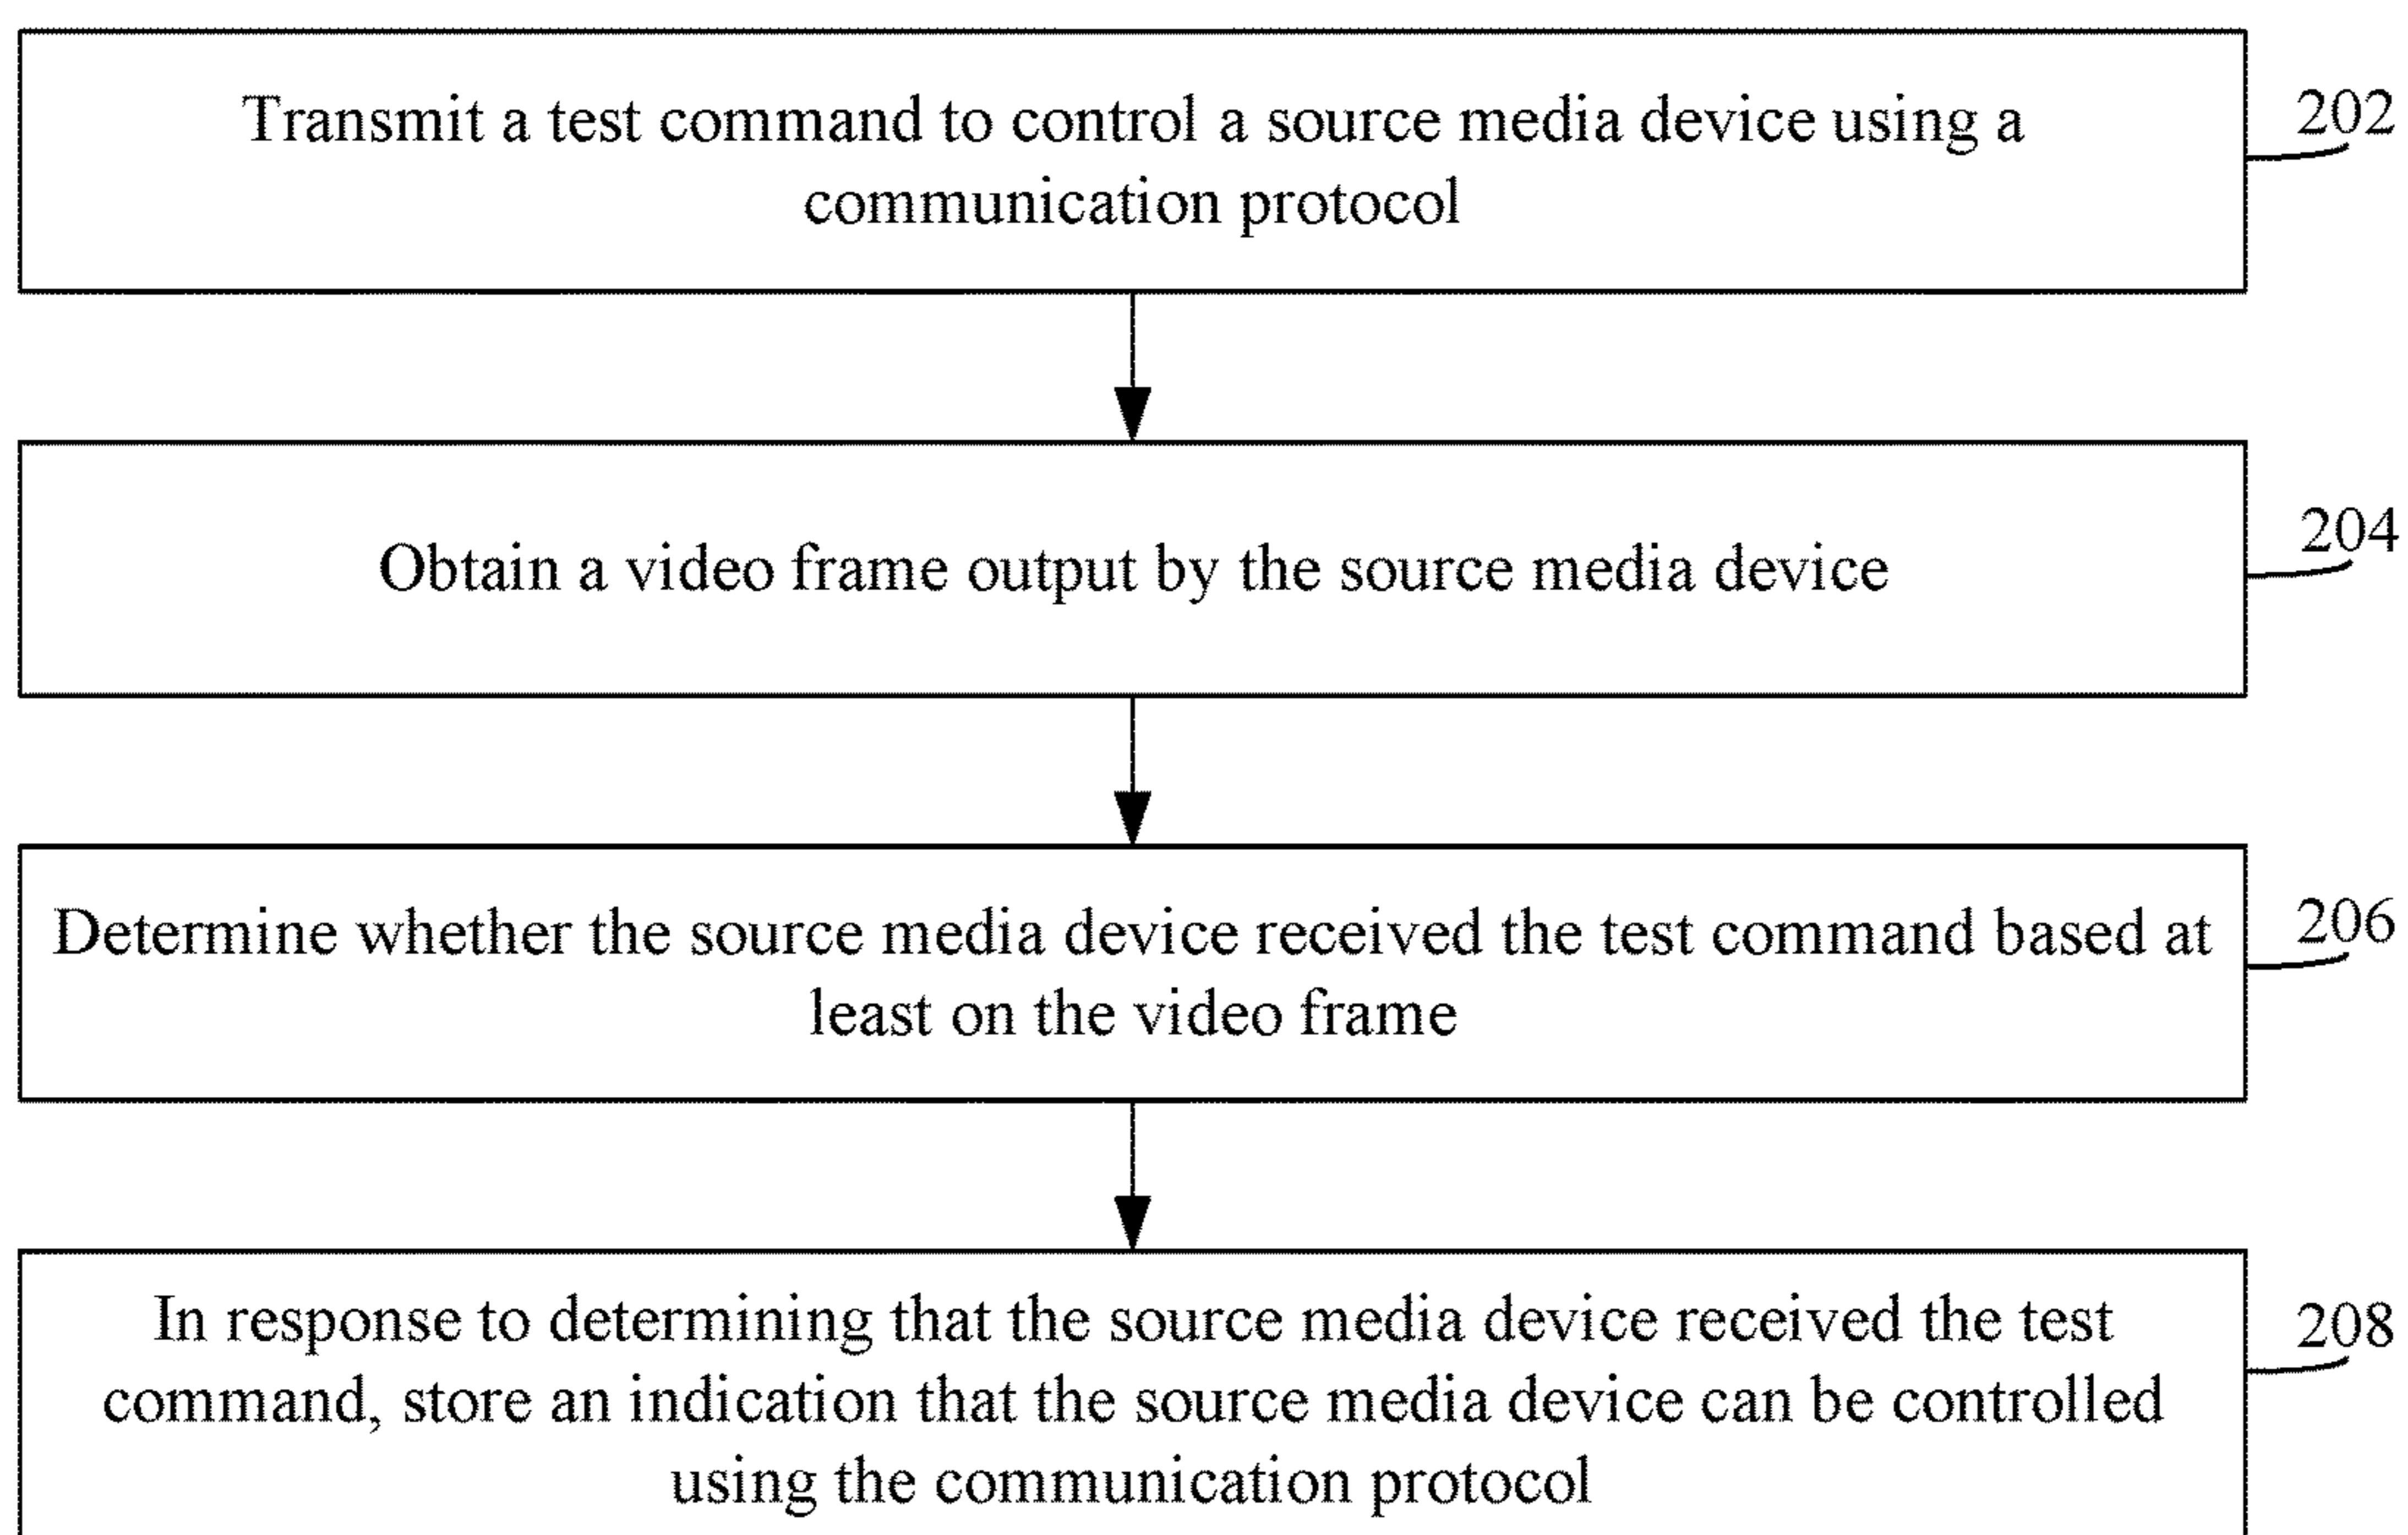 Transmit a test command to control a source media device using a
communication protocol
202
Obtain a video frame output by the source media device
204
Determine whether the source media device received the test command based at
least on the video frame
206
In response to determining that the source media device received the test
command, store an indication that the source media device can be controlled
using the communication protocol
208